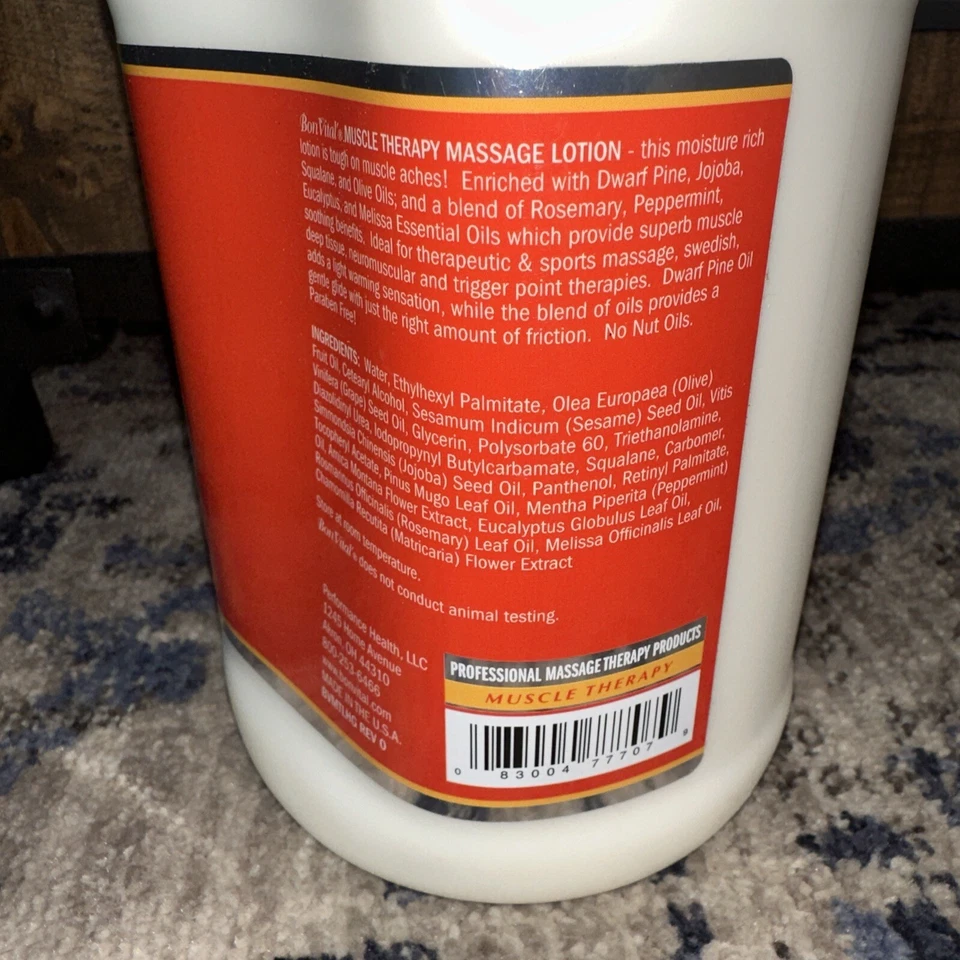 BonVital'® MUSCLE THERAPY MASSAGE LOTION - this moisture rich
lotion is tough on muscle aches! Enriched with Dwarf Pine, Jojoba,
Squalane, and Olive Oils; and a blend of Rosemary, Peppermint,
Eucalyptus, and Melissa Essential Oils which provide superb muscle
soothing benefits. Ideal for therapeutic & sports massage, swedish,
deep tissue, neuromuscular and trigger point therapies. Dwarf Pine Oil
adds a light warming sensation, while the blend of oils provides a
gentle glide with just the right amount of friction. No Nut Oils.
Paraben Free!
INGREDIENTS: Water, Ethylhexyl Palmitate, Olea Europaea (Olive)
Fruit Oil, Cetearyl Alcohol, Sesamum Indicum (Sesame) Seed Oil, Vitis
Vinifera (Grape) Seed Oil, Glycerin, Polysorbate 60, Triethanolamine,
Diazolidinyl Urea, Iodopropynyl Butylcarbamate, Squalane, Carbomer,
Simmondsia Chinensis (Jojoba) Seed Oil, Panthenol, Retinyl Palmitate,
Tocopheryl Acetate, Pinus Mugo Leaf Oil, Mentha Piperita (Peppermint)
Oil, Arnica Montana Flower Extract, Eucalyptus Globulus Leaf Oil,
Rosmarinus Officinalis (Rosemary) Leaf Oil, Melissa Officinalis Leaf Oil,
Chamomilla Recutita (Matricaria) Flower Extract
Store at room temperature.
BonVital'® does not conduct animal testing.
Performance Health, LLC
1245 Home Avenue
Akron, OH 44310
800-253-6466
www.bonvital.com
MADE IN THE U.S.A.
BVMTLHG REV 0
PROFESSIONAL MASSAGE THERAPY PRODUCTS
MUSCLE THERAPY
0 83004 77707 9